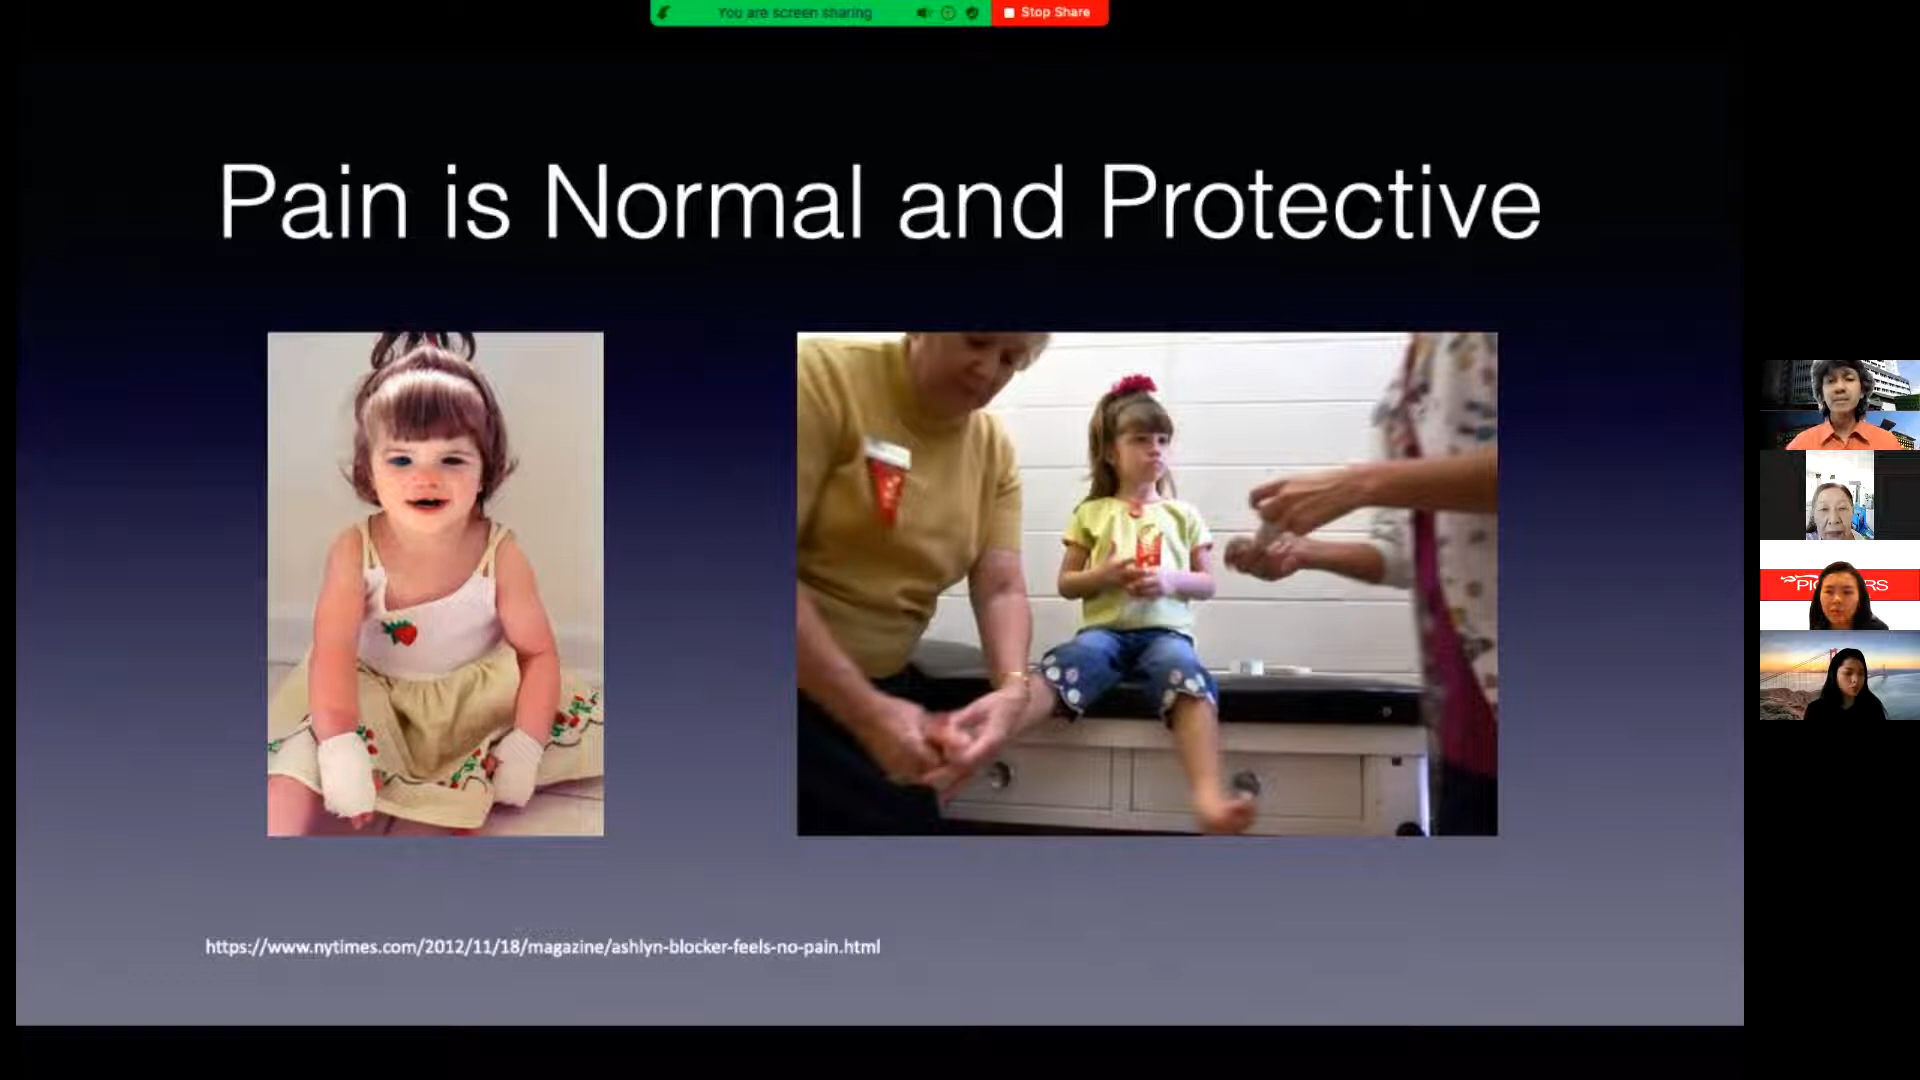 You are screen sharing
Stop Share
Pain is Normal and Protective
https://www.nytimes.com/2012/11/18/magazine/ashlyn-blocker-feels-no-pain.html